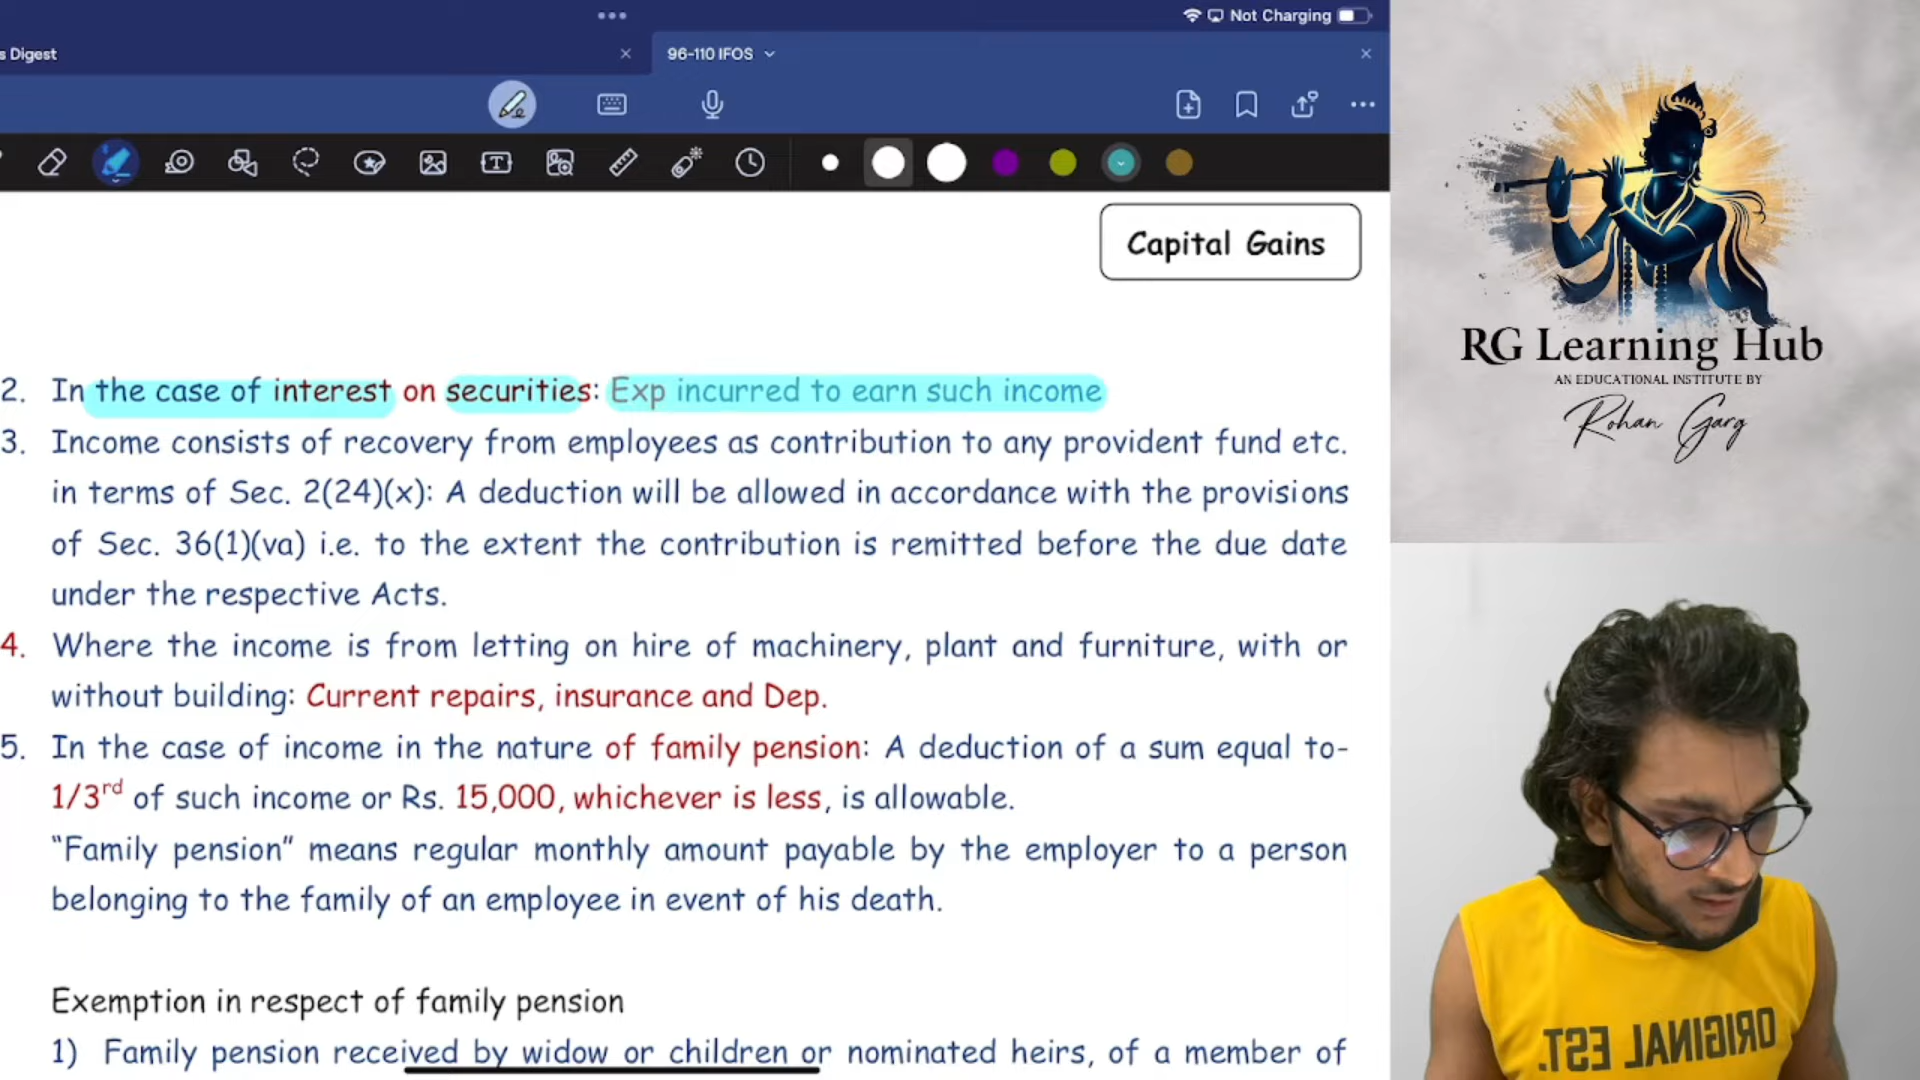 Not Charging
s Digest
96-110 IFOS
Capital Gains
2. In the case of interest on securities: Exp incurred to earn such income
3. Income consists of recovery from employees as contribution to any provident fund etc.
in terms of Sec. 2(24)(x): A deduction will be allowed in accordance with the provisions
of Sec. 36(1)(va) i.e. to the extent the contribution is remitted before the due date
under the respective Acts.
4. Where the income is from letting on hire of machinery, plant and furniture, with or
without building: Current repairs, insurance and Dep.
5. In the case of income in the nature of family pension: A deduction of a sum equal to-
1/3rd of such income or Rs. 15,000, whichever is less, is allowable.
“Family pension” means regular monthly amount payable by the employer to a person
belonging to the family of an employee in event of his death.
Exemption in respect of family pension
1) Family pension received by widow or children or nominated heirs, of a member of
RG Learning Hub
AN EDUCATIONAL INSTITUTE BY
Rohan Garg
ORIGINAL EST.